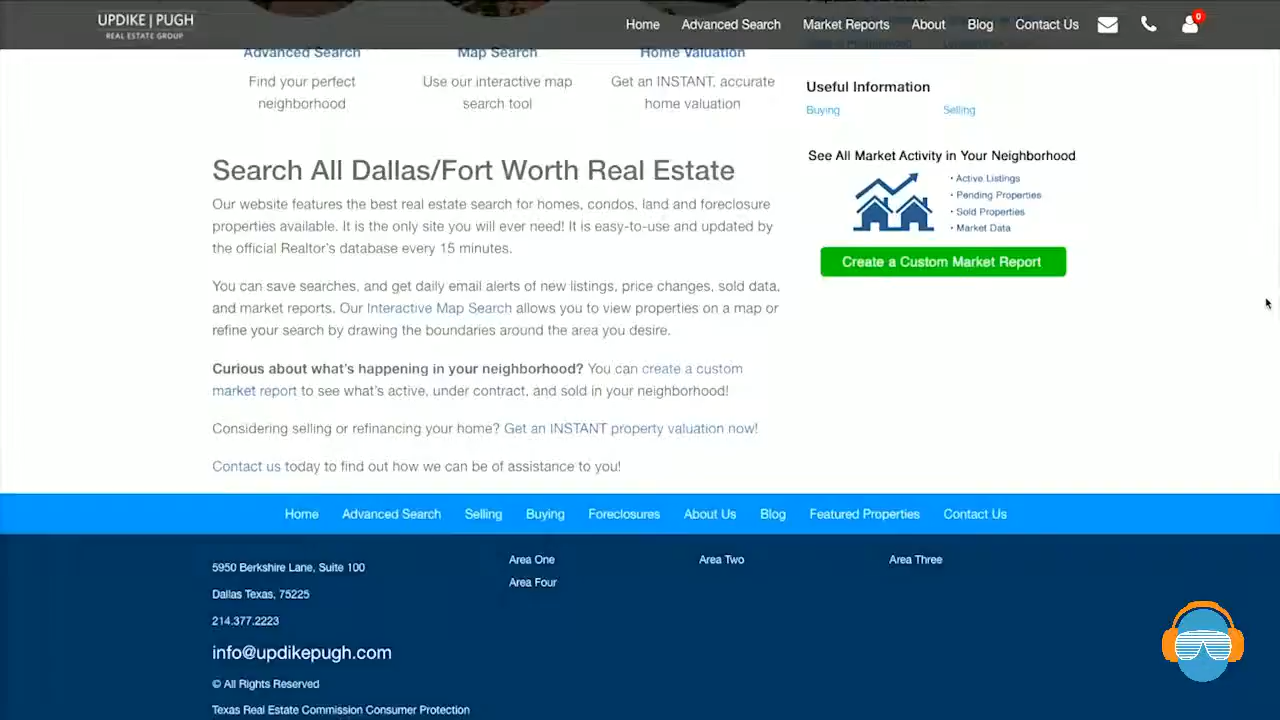 UPDIKE | PUGH
REAL ESTATE GROUP
Home Advanced Search Market Reports About Blog Contact Us 0
Advanced Search Map Search Home Valuation
Find your perfect neighborhood
Use our interactive map search tool
Get an INSTANT, accurate home valuation
Useful Information
Buying Selling
See All Market Activity in Your Neighborhood
• Active Listings
• Pending Properties
• Sold Properties
• Market Data
Create a Custom Market Report
Search All Dallas/Fort Worth Real Estate
Our website features the best real estate search for homes, condos, land and foreclosure
properties available. It is the only site you will ever need! It is easy-to-use and updated by
the official Realtor's database every 15 minutes.
You can save searches, and get daily email alerts of new listings, price changes, sold data,
and market reports. Our Interactive Map Search allows you to view properties on a map or
refine your search by drawing the boundaries around the area you desire.
Curious about what's happening in your neighborhood? You can create a custom
market report to see what's active, under contract, and sold in your neighborhood!
Considering selling or refinancing your home? Get an INSTANT property valuation now!
Contact us today to find out how we can be of assistance to you!
Home Advanced Search Selling Buying Foreclosures About Us Blog Featured Properties Contact Us
5950 Berkshire Lane, Suite 100
Dallas Texas, 75225
214.377.2223
info@updikepugh.com
© All Rights Reserved
Texas Real Estate Commission Consumer Protection
Area One Area Two Area Three
Area Four